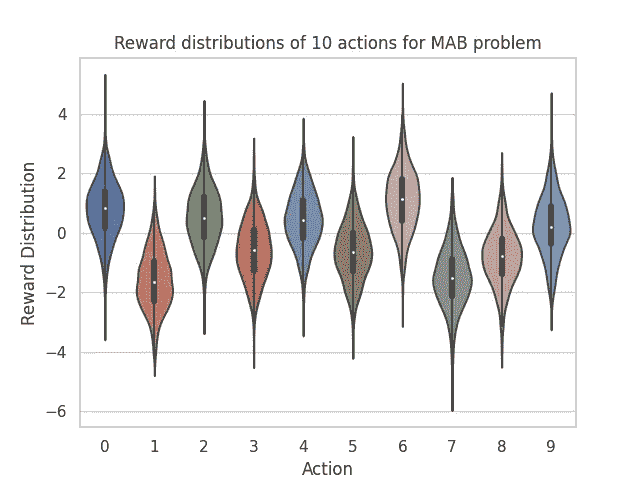 Reward distributions of 10 actions for MAB problem
Reward Distribution
4
2
0
−2
−4
−6
0 1 2 3 4 5 6 7 8 9
Action